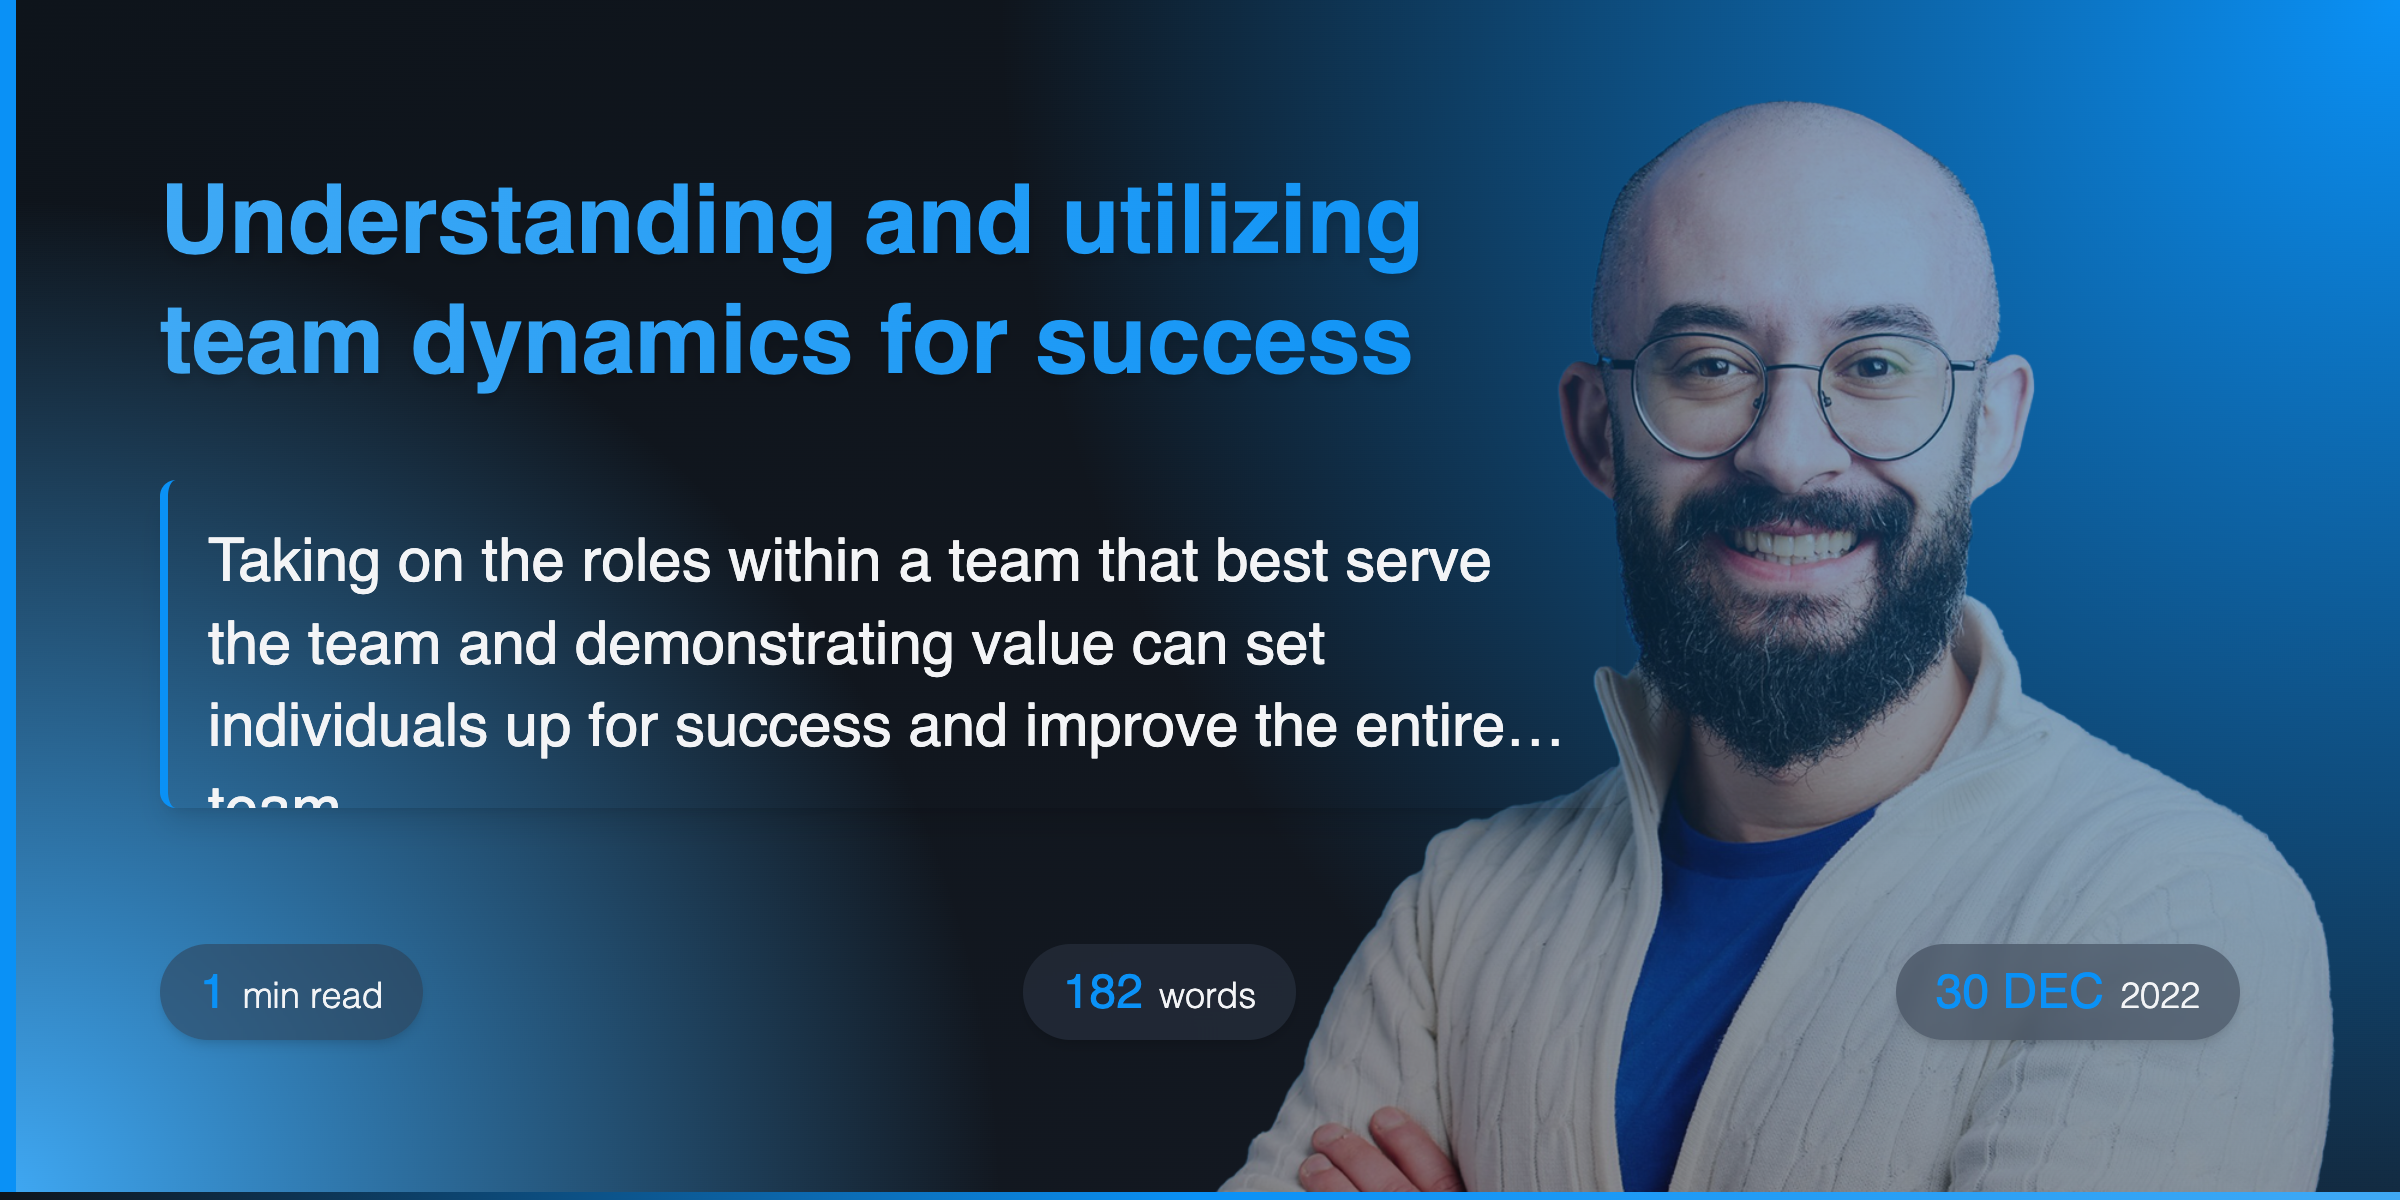 Understanding and utilizing
team dynamics for success
Taking on the roles within a team that best serve
the team and demonstrating value can set
individuals up for success and improve the entire…
team
1 min read
182 words
30 DEC 2022